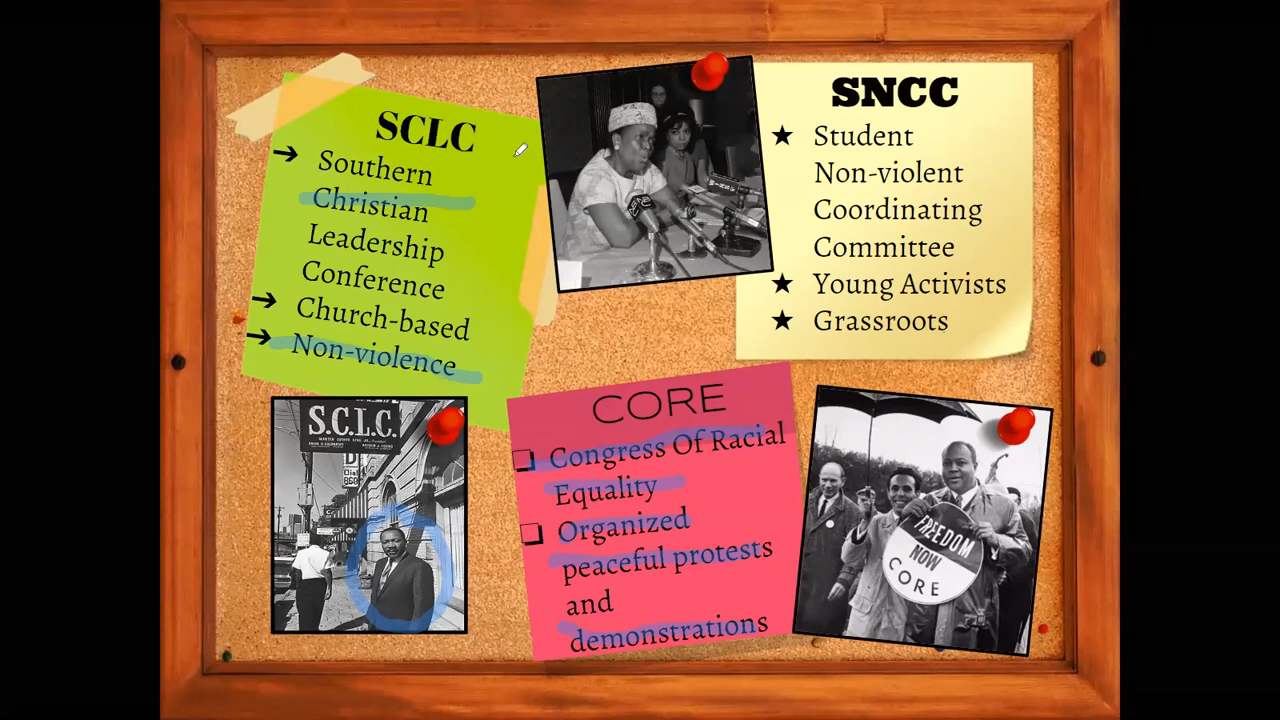 SCLC
➔ Southern
Christian
Leadership
Conference
➔ Church-based
➔ Non-violence
SNCC
★ Student
Non-violent
Coordinating
Committee
★ Young Activists
★ Grassroots
CORE
❏ Congress Of Racial
Equality
❏ Organized
peaceful protests
and
demonstrations
S.C.L.C.
FREEDOM
NOW
CORE